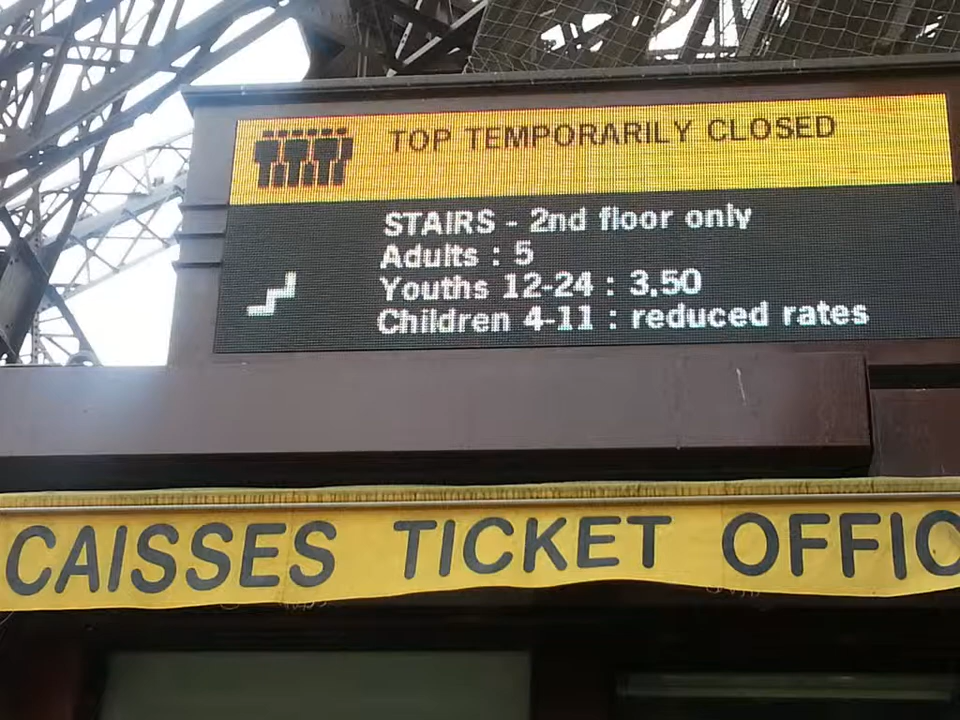 TOP TEMPORARILY CLOSED
STAIRS - 2nd floor only
Adults : 5
Youths 12-24 : 3,50
Children 4-11 : reduced rates
CAISSES TICKET OFFIC